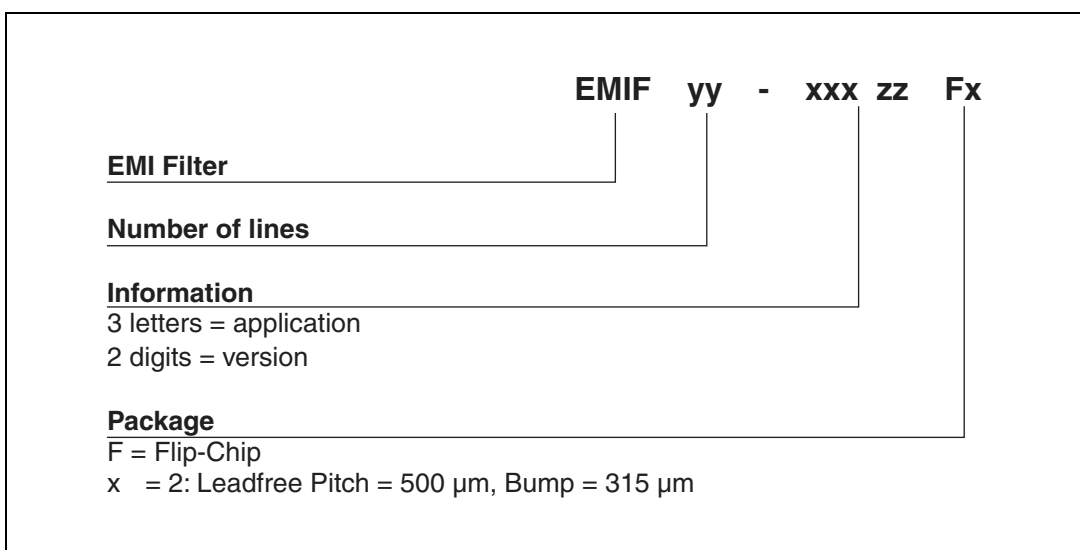 EMIF yy - xxx zz Fx
EMI Filter
Number of lines
Information
3 letters = application
2 digits = version
Package
F = Flip-Chip
x = 2: Leadfree Pitch = 500 µm, Bump = 315 µm